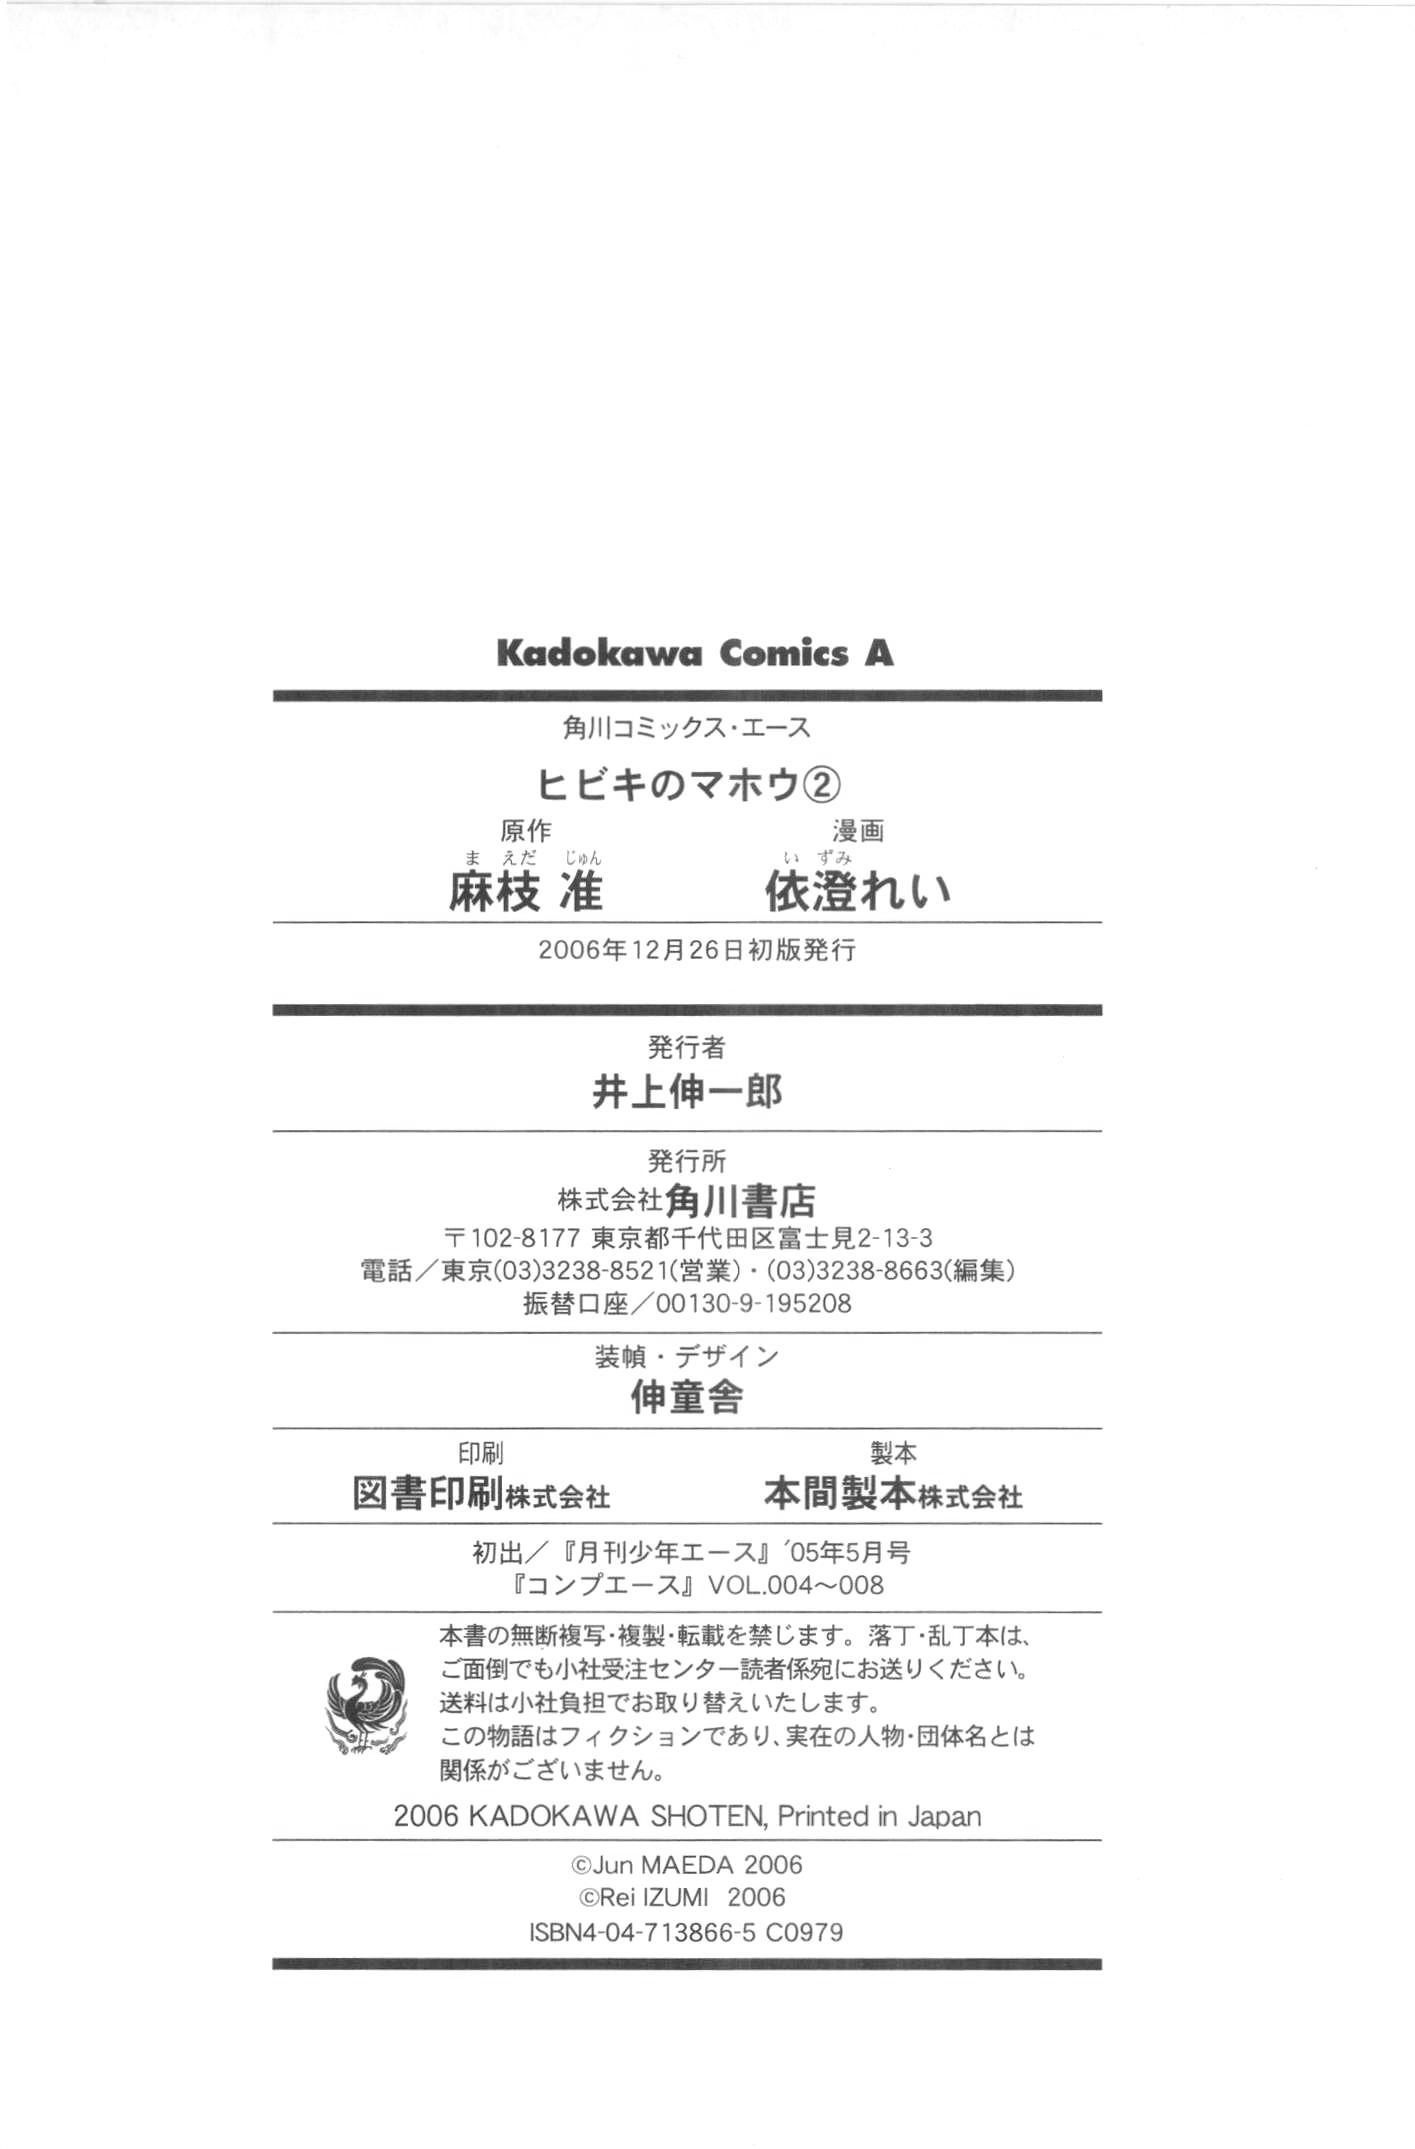 Kadokawa Comics A
角川コミックス・エース
ヒビキのマホウ②
原作 漫画
まえだ じゅん いずみ
麻枝 准 依澄れい
2006年12月26日初版発行
発行者
井上伸一郎
発行所
株式会社角川書店
〒102-8177 東京都千代田区富士見2-13-3
電話／東京(03)3238-8521(営業)・(03)3238-8663(編集)
振替口座／00130-9-195208
装幀・デザイン
伸童舎
印刷 製本
図書印刷株式会社 本間製本株式会社
初出／『月刊少年エース』'05年5月号
『コンプエース』VOL.004〜008
本書の無断複写・複製・転載を禁じます。落丁・乱丁本は、
ご面倒でも小社受注センター読者係宛にお送りください。
送料は小社負担でお取り替えいたします。
この物語はフィクションであり、実在の人物・団体名とは
関係がございません。
2006 KADOKAWA SHOTEN, Printed in Japan
©Jun MAEDA 2006
©Rei IZUMI 2006
ISBN4-04-713866-5 C0979